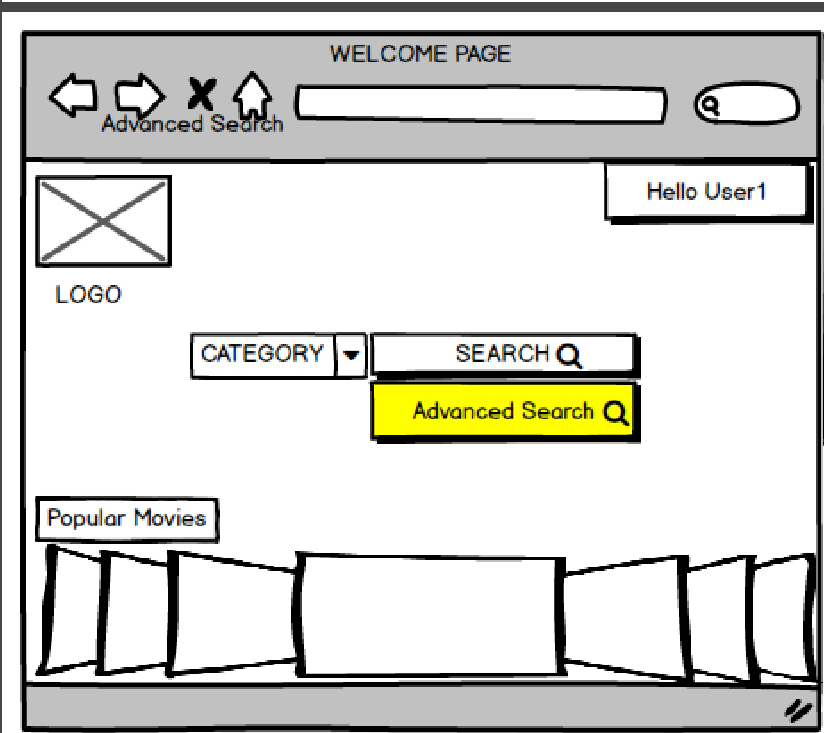 WELCOME PAGE
Advanced Search
Hello User1
LOGO
CATEGORY
SEARCH
Advanced Search
Popular Movies